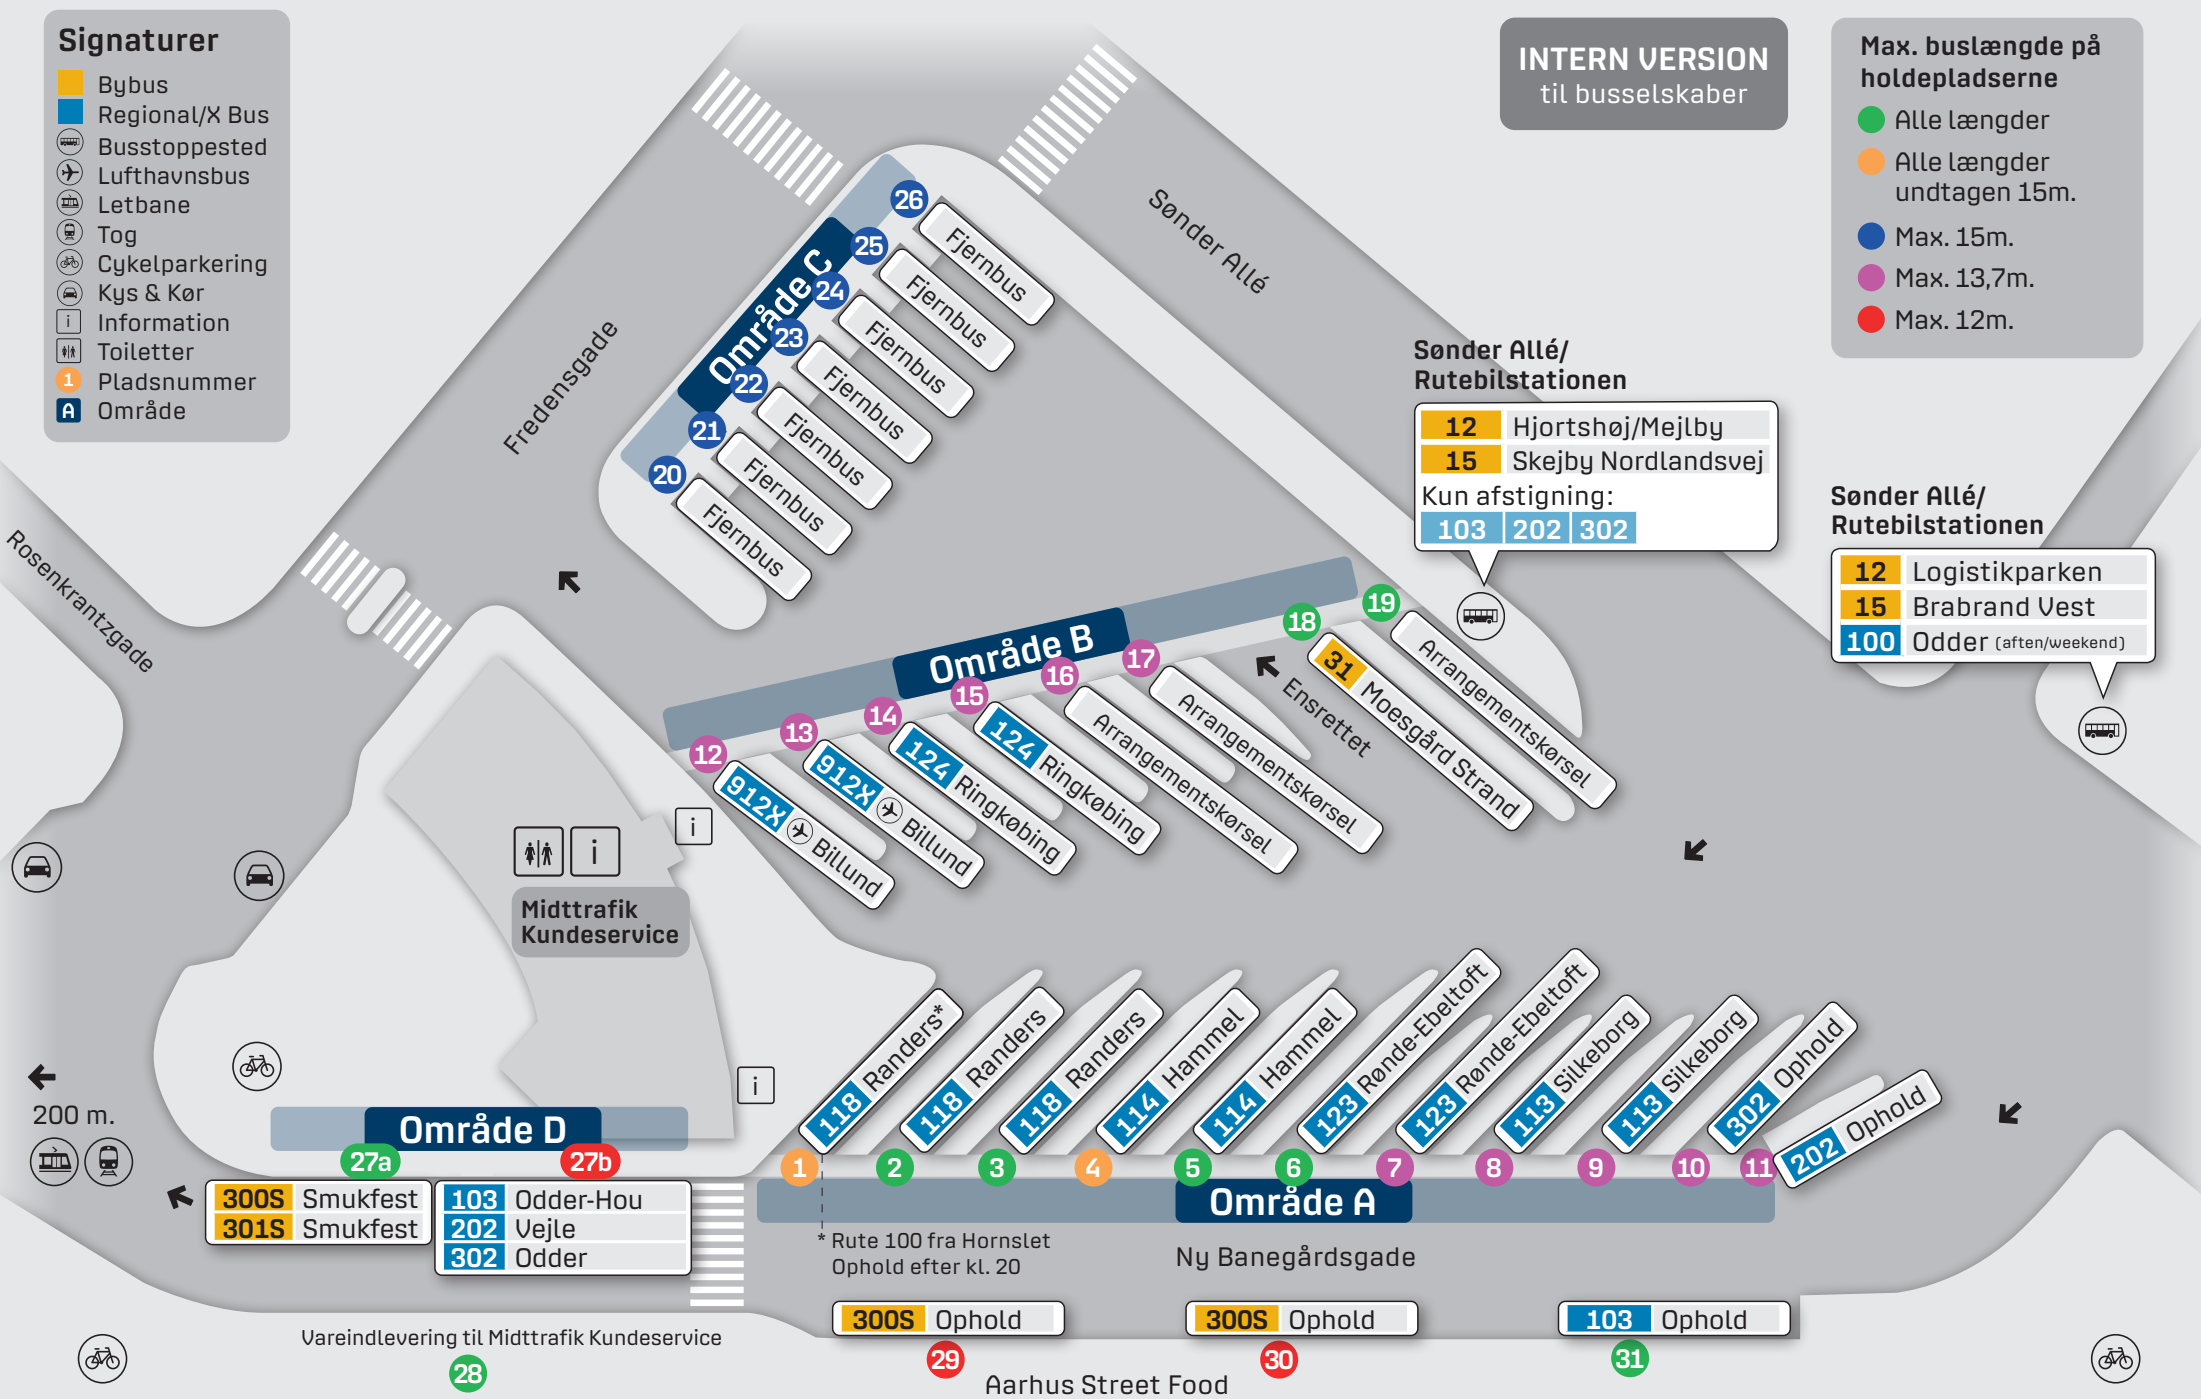 Signaturer
Bybus
Regional/X Bus
Busstoppested
Lufthavnsbus
Letbane
Tog
Cykelparkering
Kys & Kør
i Information
Toiletter
1 Pladsnummer
A Område
INTERN VERSION
til busselskaber
Max. buslængde på
holdepladserne
Alle længder
Alle længder
undtagen 15m.
Max. 15m.
Max. 13,7m.
Max. 12m.
Fredensgade
Sønder Allé
Rosenkrantzgade
Område C
26 Fjernbus
25 Fjernbus
24 Fjernbus
23 Fjernbus
22 Fjernbus
21 Fjernbus
20 Fjernbus
Sønder Allé/
Rutebilstationen
12 Hjortshøj/Mejlby
15 Skejby Nordlandsvej
Kun afstigning:
103 202 302
Sønder Allé/
Rutebilstationen
12 Logistikparken
15 Brabrand Vest
100 Odder (aften/weekend)
Område B
12 912X Billund
13 912X Billund
14 124 Ringkøbing
15 124 Ringkøbing
16 Arrangementskørsel
17 Arrangementskørsel
Ensrettet
18 31 Moesgård Strand
19 Arrangementskørsel
i
i
Midttrafik
Kundeservice
i
200 m.
Område D
27a
27b
300S Smukfest
301S Smukfest
103 Odder-Hou
202 Vejle
302 Odder
118 Randers*
118 Randers
118 Randers
114 Hammel
114 Hammel
123 Rønde-Ebeltoft
123 Rønde-Ebeltoft
113 Silkeborg
113 Silkeborg
302 Ophold
202 Ophold
1 2 3 4 5 6 7 8 9 10 11
Område A
* Rute 100 fra Hornslet
Ophold efter kl. 20
Ny Banegårdsgade
300S Ophold
300S Ophold
103 Ophold
Vareindlevering til Midttrafik Kundeservice
28
29
30
31
Aarhus Street Food